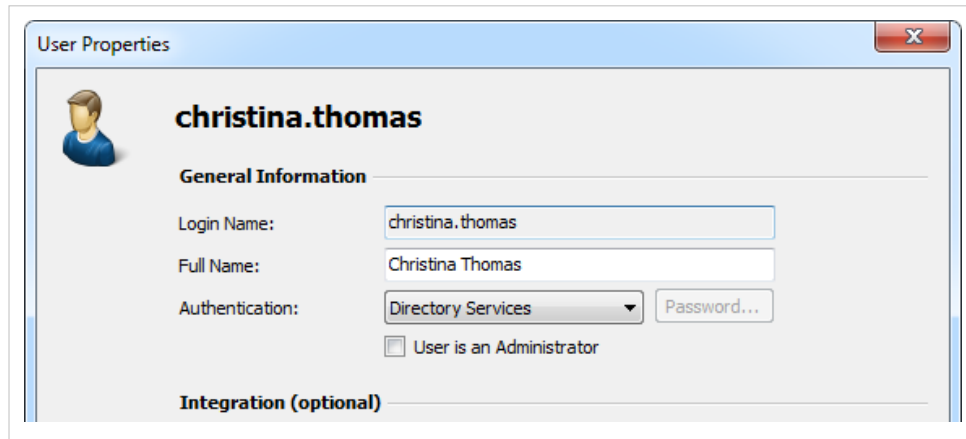 User Properties
christina.thomas
General Information
Login Name: christina.thomas
Full Name: Christina Thomas
Authentication: Directory Services Password...
User is an Administrator
Integration (optional)